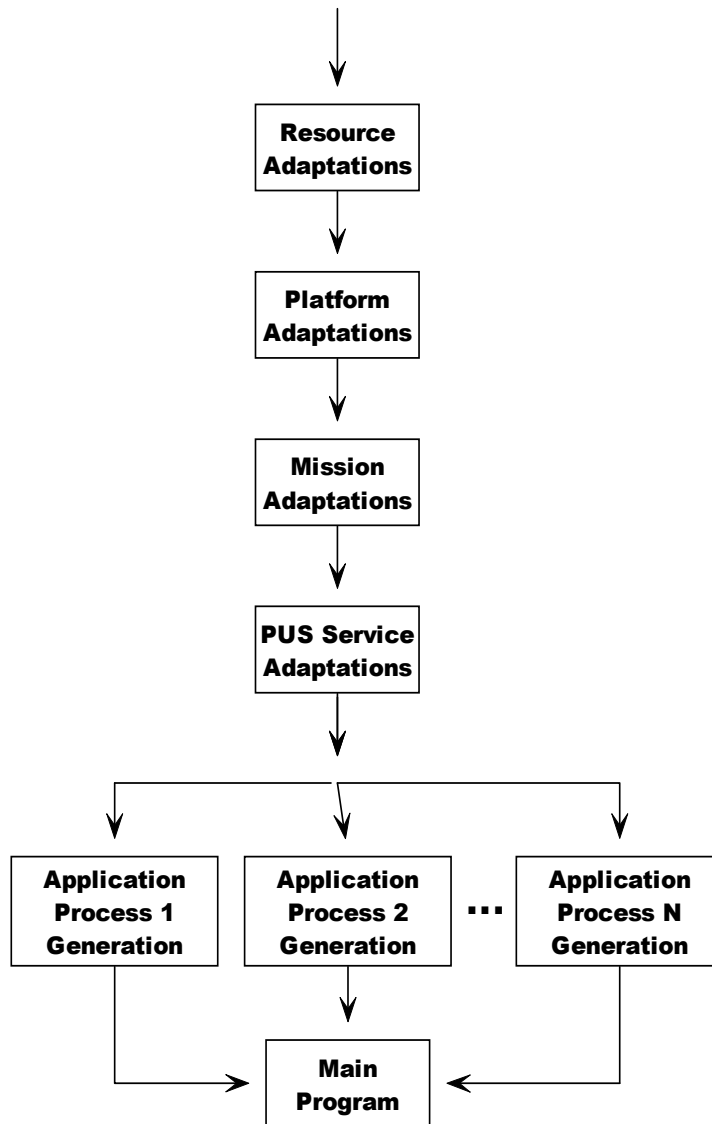 Resource
Adaptations
Platform
Adaptations
Mission
Adaptations
PUS Service
Adaptations
Application
Process 1
Generation
Application
Process 2
Generation
...
Application
Process N
Generation
Main
Program